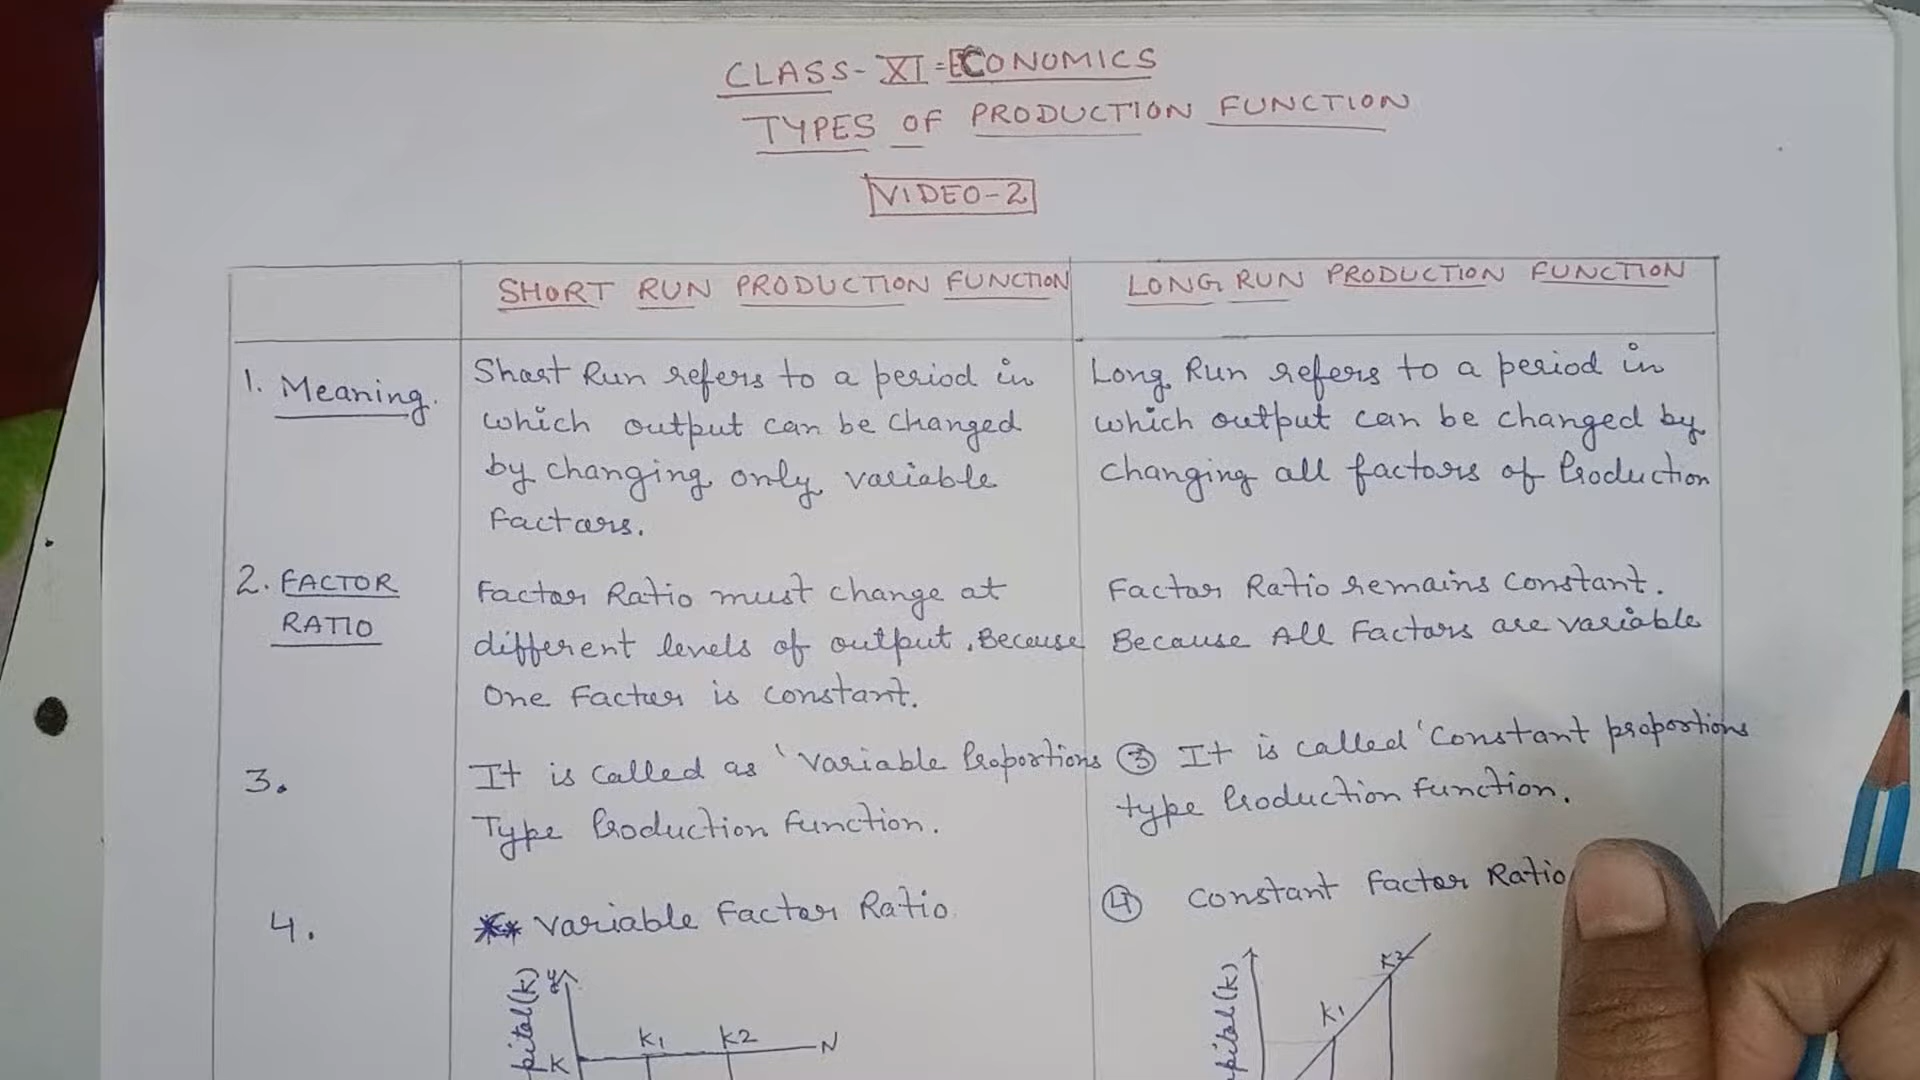 CLASS- XI = ECONOMICS
TYPES OF PRODUCTION FUNCTION
VIDEO-2
SHORT RUN PRODUCTION FUNCTION
LONG RUN PRODUCTION FUNCTION
1. Meaning.
Short Run refers to a period in
which output can be changed
by changing only variable
factors.
Long Run refers to a period in
which output can be changed by
changing all factors of Production
2. FACTOR
RATIO
Factor Ratio must change at
different levels of output. Because
One factor is constant.
Factor Ratio remains constant.
Because All Factors are variable
3.
It is called as 'Variable Proportions
Type Production function.
③ It is called 'Constant proportions
type Production function.
4.
** Variable Factor Ratio
④ Constant factor Ratio
pital(K)
y
K1
K2
N
K
pital(K)
K1
K2